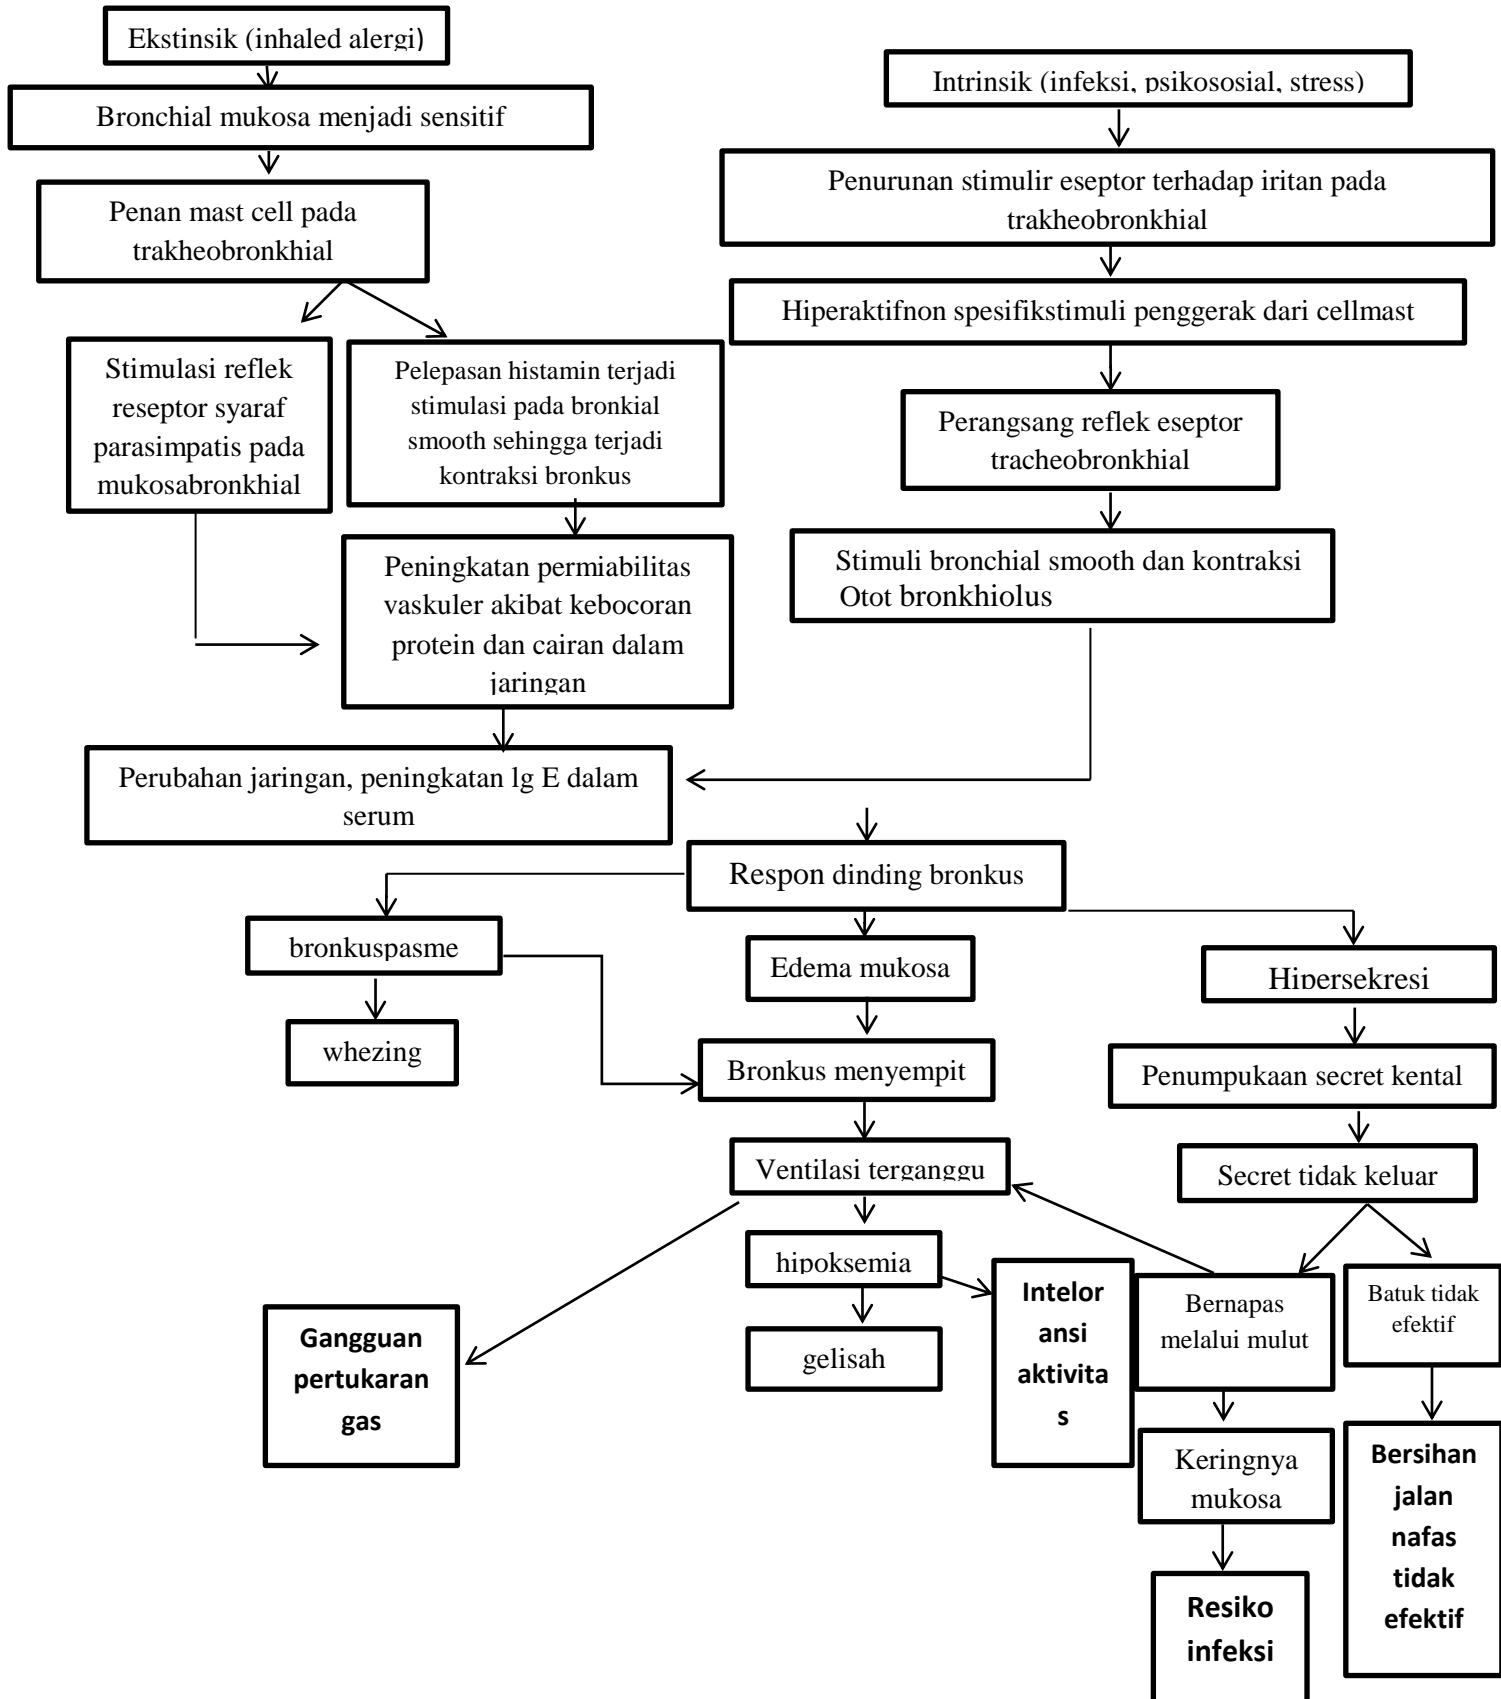 Ekstinsik (inhaled alergi)
Bronchial mukosa menjadi sensitif
Penan mast cell pada
trakheobronkhial
Stimulasi reflek
reseptor syaraf
parasimpatis pada
mukosabronkhial
Pelepasan histamin terjadi
stimulasi pada bronkial
smooth sehingga terjadi
kontraksi bronkus
Peningkatan permiabilitas
vaskuler akibat kebocoran
protein dan cairan dalam
jaringan
Intrinsik (infeksi, psikososial, stress)
Penurunan stimulir eseptor terhadap iritan pada
trakheobronkhial
Hiperaktifnon spesifikstimuli penggerak dari cellmast
Perangsang reflek eseptor
tracheobronkhial
Stimuli bronchial smooth dan kontraksi
Otot bronkhiolus
Perubahan jaringan, peningkatan lg E dalam
serum
Respon dinding bronkus
bronkuspasme
whezing
Edema mukosa
Bronkus menyempit
Ventilasi terganggu
hipoksemia
gelisah
Hipersekresi
Penumpukaan secret kental
Secret tidak keluar
Gangguan
pertukaran
gas
Intelor
ansi
aktivita
s
Bernapas
melalui mulut
Batuk tidak
efektif
Keringnya
mukosa
Resiko
infeksi
Bersihan
jalan
nafas
tidak
efektif